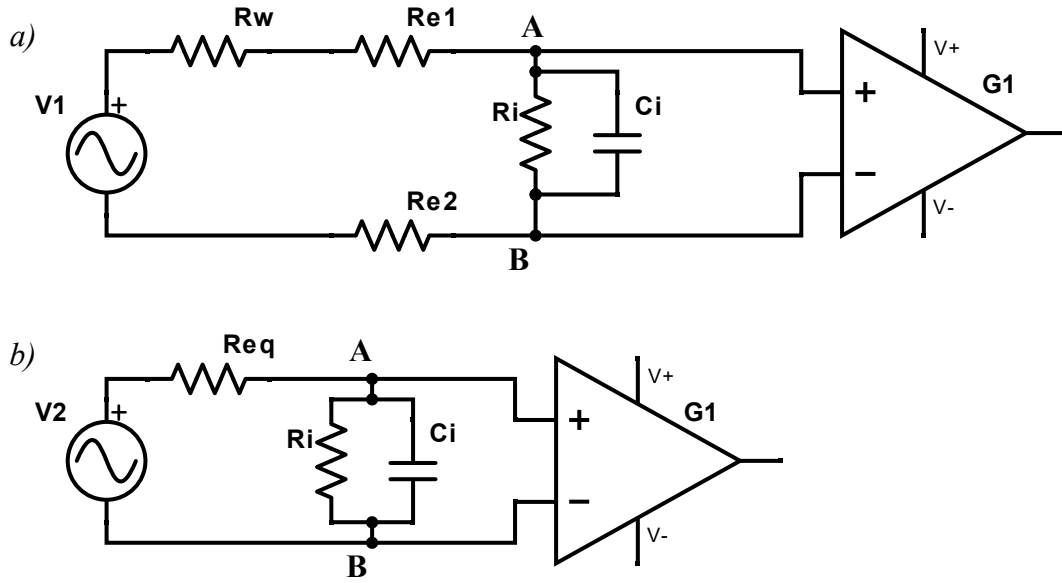 a)
Rw
Re1
A
V+
G1
V1
+
Ri
Ci
+
−
Re2
V-
B
b)
Req
A
V+
G1
V2
+
Ri
Ci
+
−
V-
B